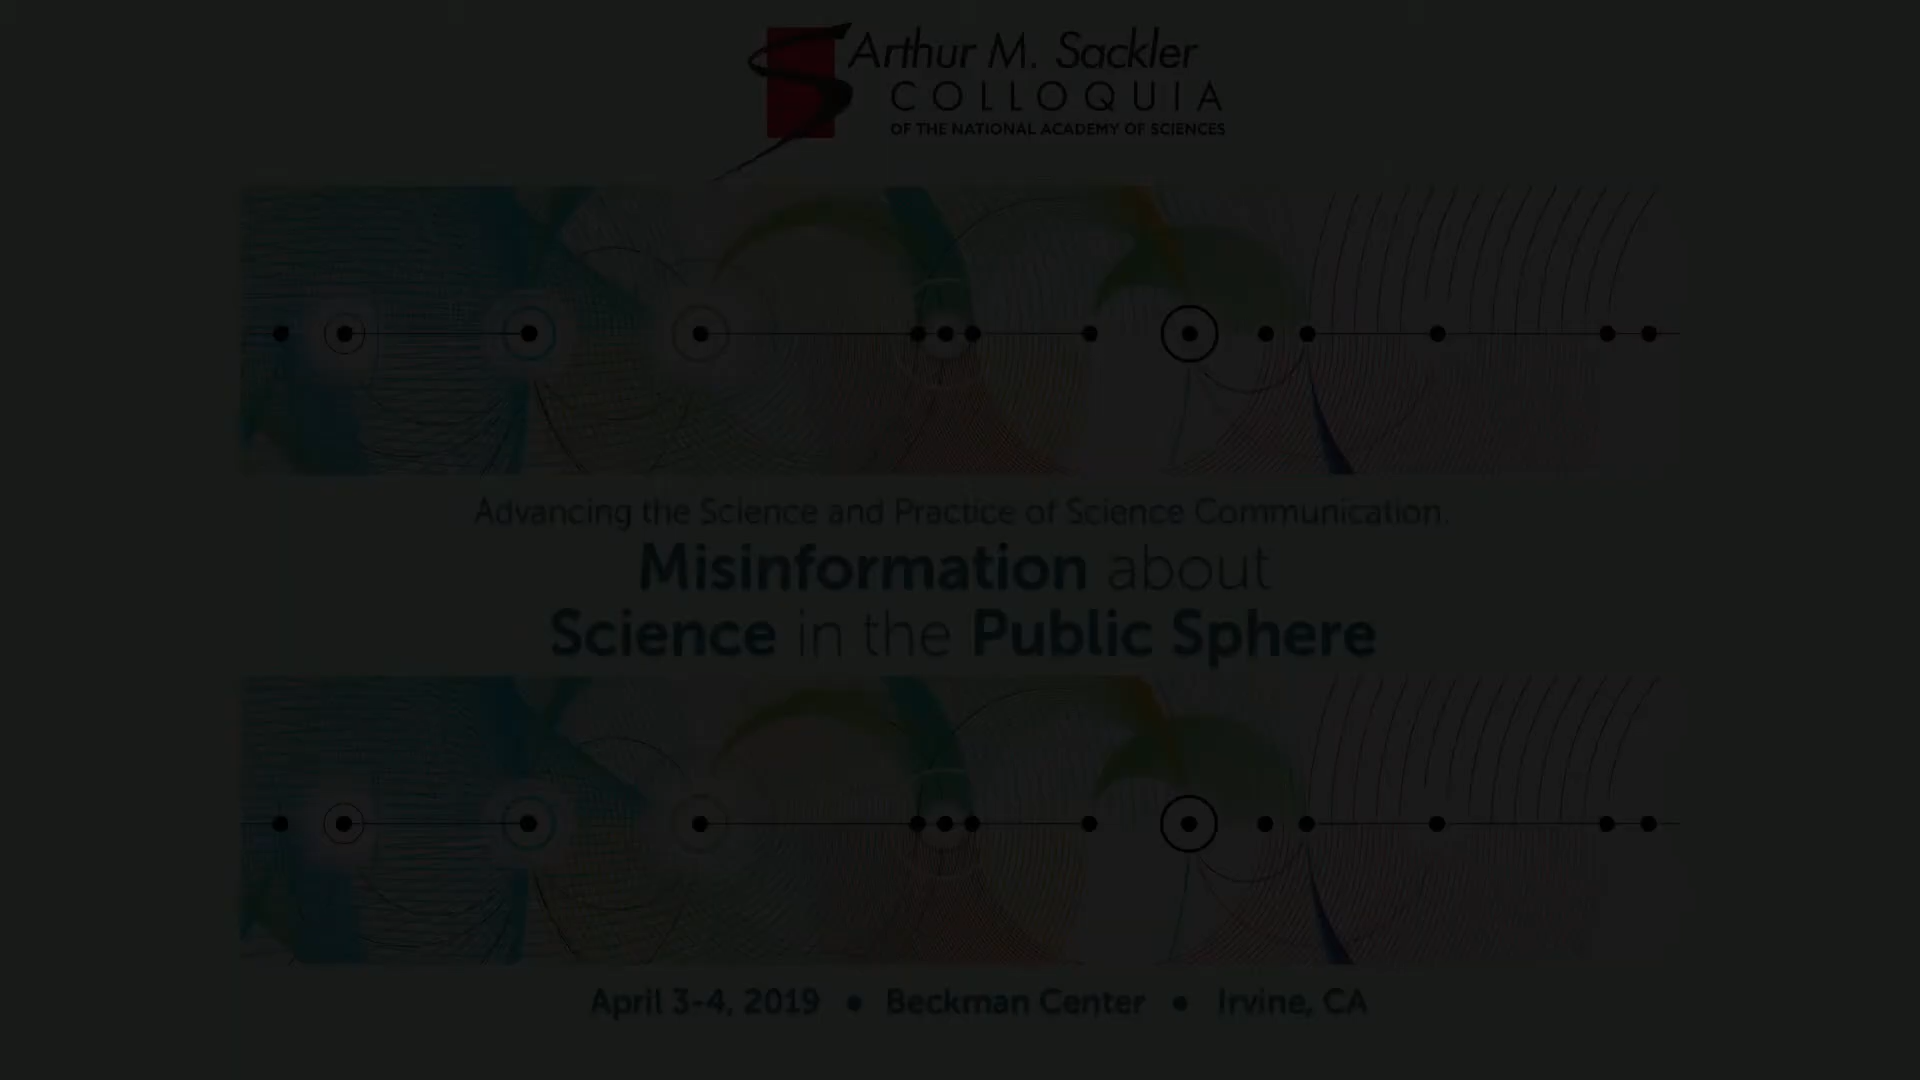 Arthur M. Sackler
COLLOQUIA
OF THE NATIONAL ACADEMY OF SCIENCES
Advancing the Science and Practice of Science Communication.
Misinformation about
Science in the Public Sphere
April 3-4, 2019 • Beckman Center • Irvine, CA